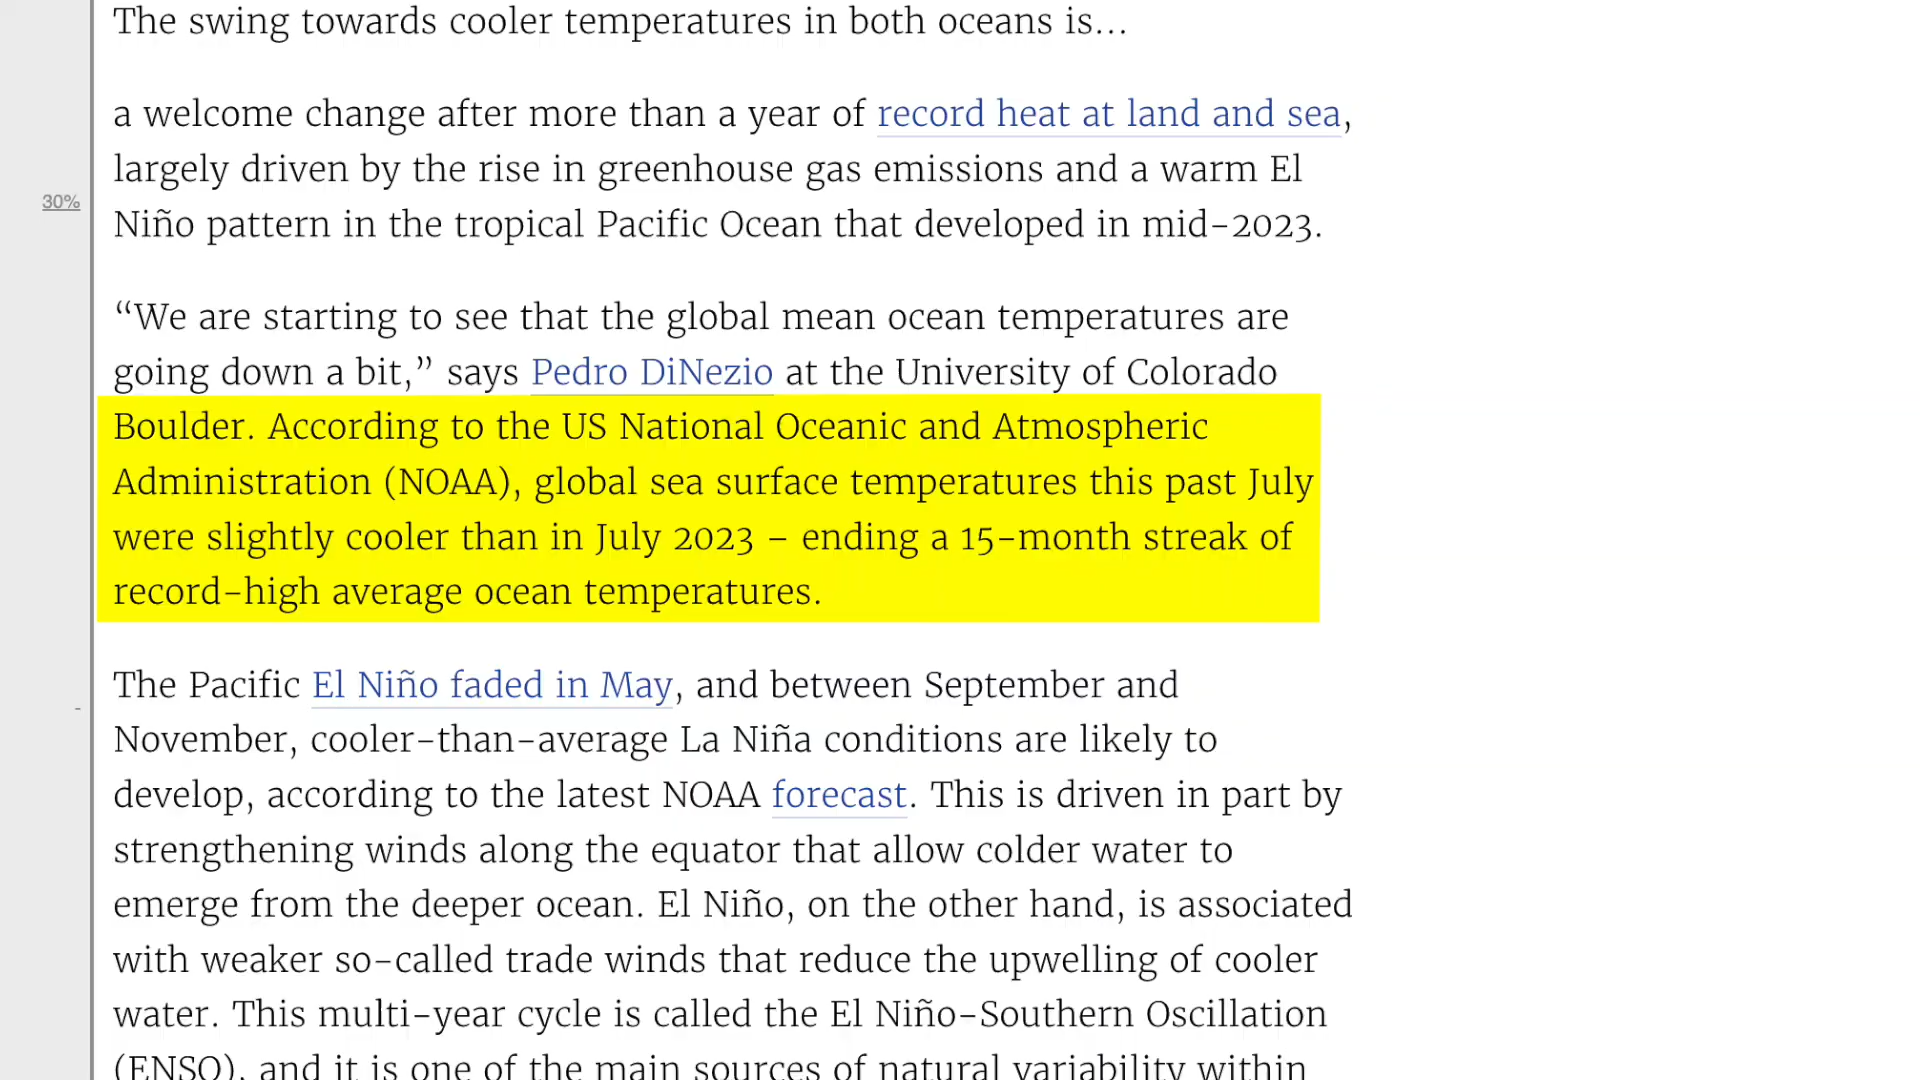 The swing towards cooler temperatures in both oceans is...
a welcome change after more than a year of record heat at land and sea,
largely driven by the rise in greenhouse gas emissions and a warm El
30%
Niño pattern in the tropical Pacific Ocean that developed in mid-2023.
“We are starting to see that the global mean ocean temperatures are
going down a bit,” says Pedro DiNezio at the University of Colorado
Boulder. According to the US National Oceanic and Atmospheric
Administration (NOAA), global sea surface temperatures this past July
were slightly cooler than in July 2023 – ending a 15-month streak of
record-high average ocean temperatures.
The Pacific El Niño faded in May, and between September and
-
November, cooler-than-average La Niña conditions are likely to
develop, according to the latest NOAA forecast. This is driven in part by
strengthening winds along the equator that allow colder water to
emerge from the deeper ocean. El Niño, on the other hand, is associated
with weaker so-called trade winds that reduce the upwelling of cooler
water. This multi-year cycle is called the El Niño-Southern Oscillation
(ENSO), and it is one of the main sources of natural variability within